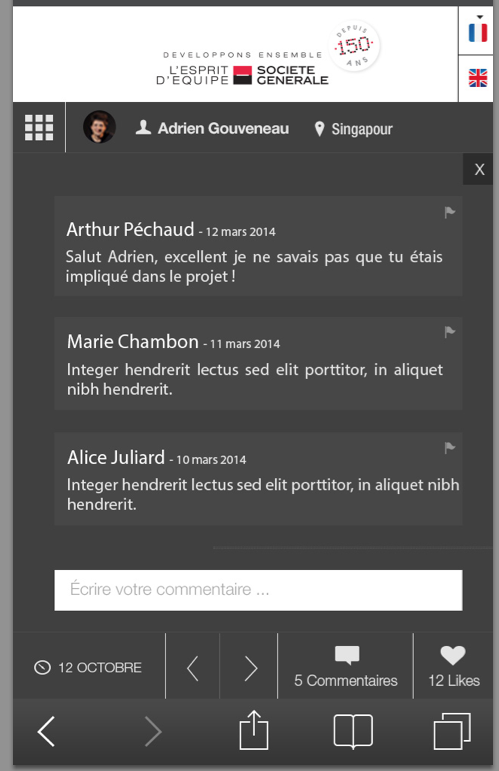 DEPUIS
150
ANS
DEVELOPPONS ENSEMBLE
L'ESPRIT D'EQUIPE
SOCIETE GENERALE
Adrien Gouveneau
Singapour
X
Arthur Péchaud - 12 mars 2014
Salut Adrien, excellent je ne savais pas que tu étais
impliqué dans le projet !
Marie Chambon - 11 mars 2014
Integer hendrerit lectus sed elit porttitor, in aliquet
nibh hendrerit.
Alice Juliard - 10 mars 2014
Integer hendrerit lectus sed elit porttitor, in aliquet nibh
hendrerit.
Écrire votre commentaire ...
12 OCTOBRE
5 Commentaires
12 Likes